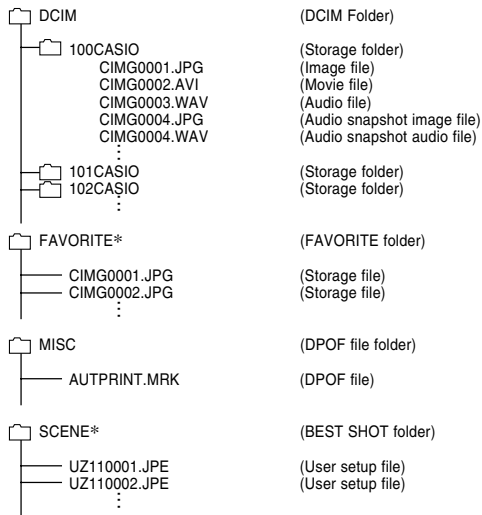 DCIM (DCIM Folder)
100CASIO (Storage folder)
CIMG0001.JPG (Image file)
CIMG0002.AVI (Movie file)
CIMG0003.WAV (Audio file)
CIMG0004.JPG (Audio snapshot image file)
CIMG0004.WAV (Audio snapshot audio file)
101CASIO (Storage folder)
102CASIO (Storage folder)
FAVORITE* (FAVORITE folder)
CIMG0001.JPG (Storage file)
CIMG0002.JPG (Storage file)
MISC (DPOF file folder)
AUTPRINT.MRK (DPOF file)
SCENE* (BEST SHOT folder)
UZ110001.JPE (User setup file)
UZ110002.JPE (User setup file)